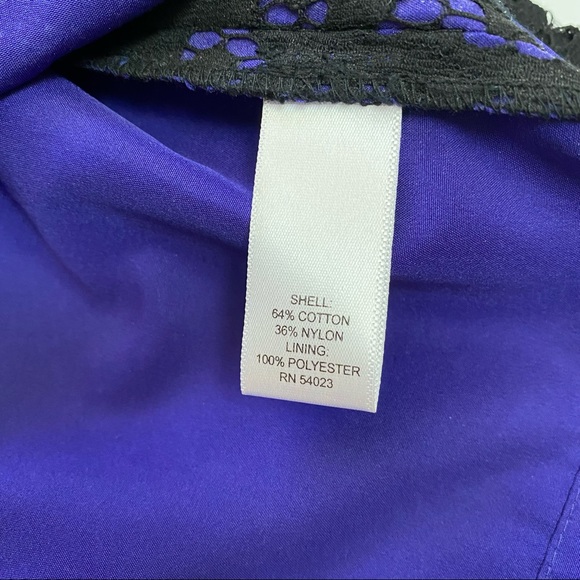 SHELL:
64% COTTON
36% NYLON
LINING:
100% POLYESTER
RN 54023